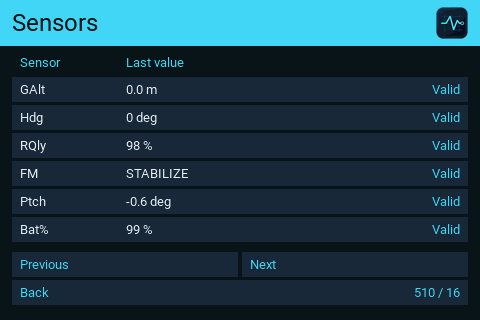 Sensors
Sensor Last value
GAlt 0.0 m Valid
Hdg 0 deg Valid
RQly 98 % Valid
FM STABILIZE Valid
Ptch -0.6 deg Valid
Bat% 99 % Valid
Previous Next
Back 510 / 16